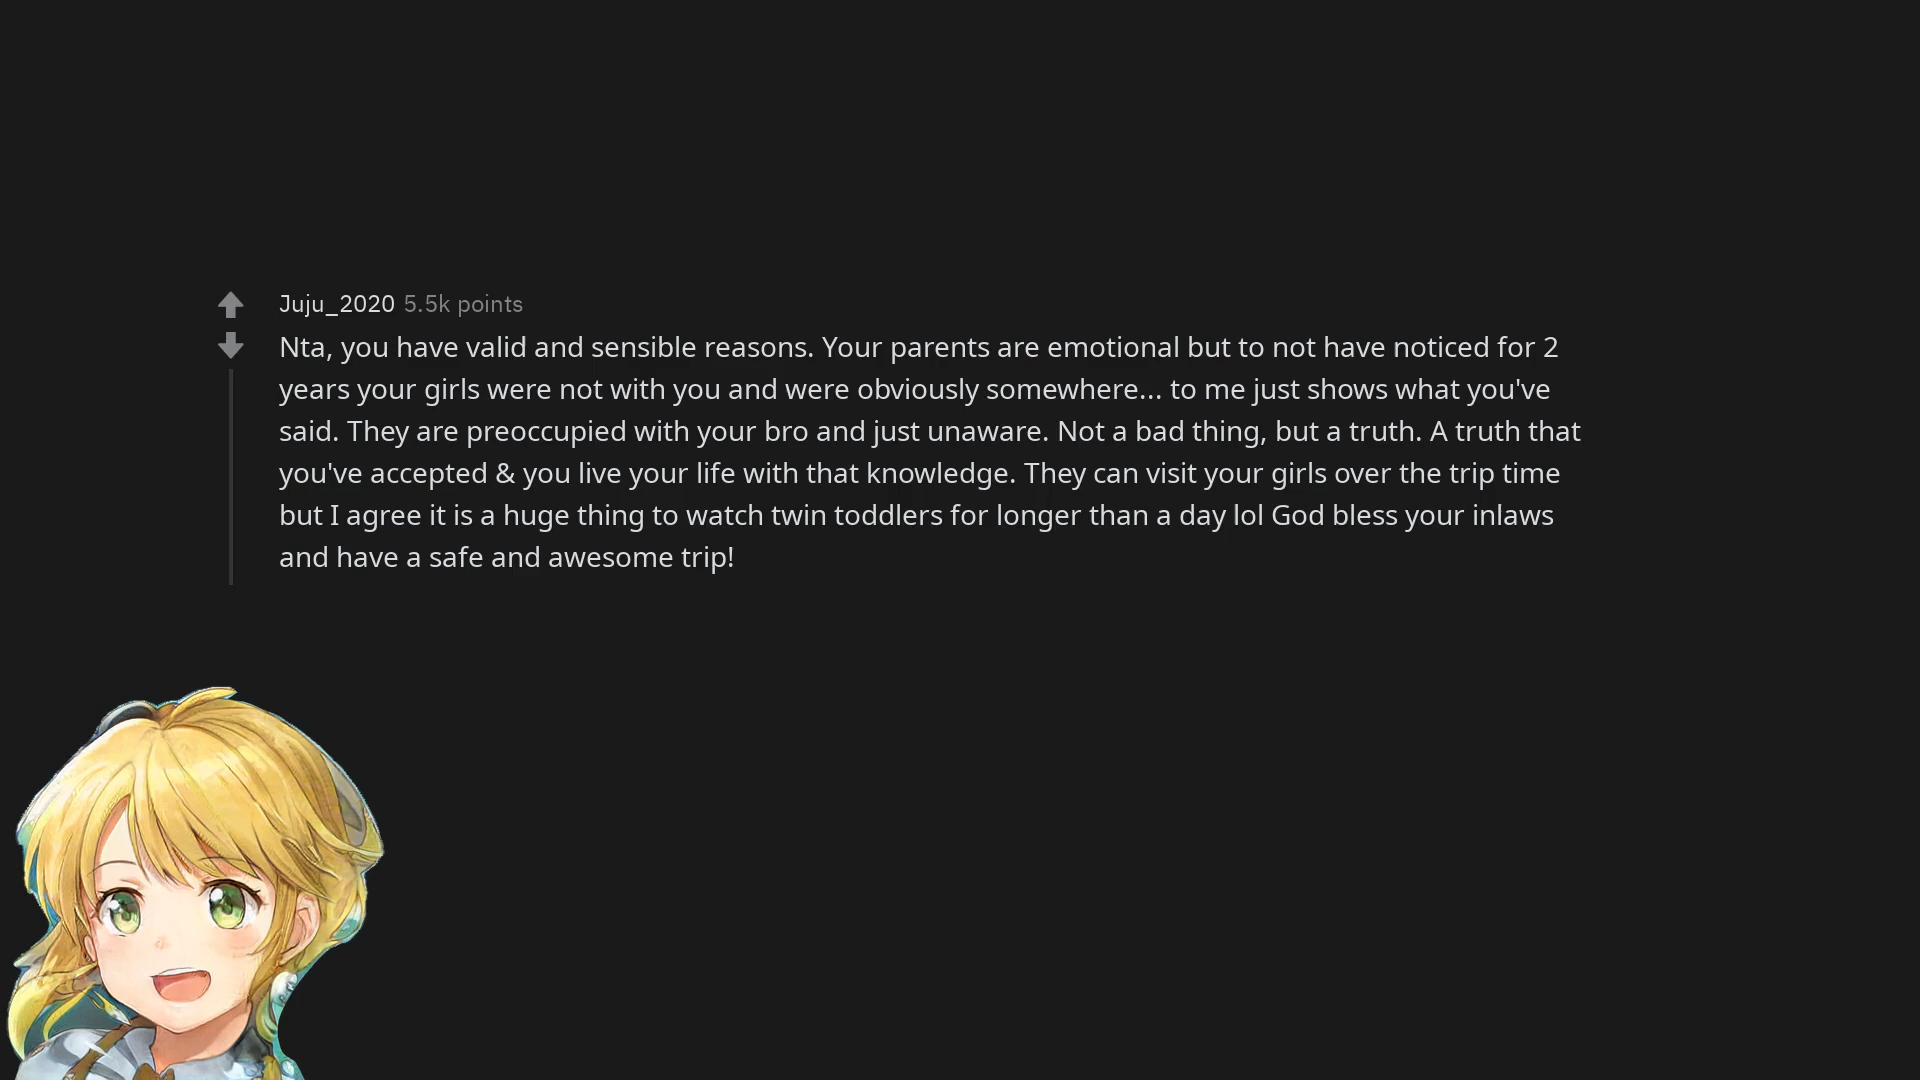 Juju_2020 5.5k points
Nta, you have valid and sensible reasons. Your parents are emotional but to not have noticed for 2
years your girls were not with you and were obviously somewhere... to me just shows what you've
said. They are preoccupied with your bro and just unaware. Not a bad thing, but a truth. A truth that
you've accepted & you live your life with that knowledge. They can visit your girls over the trip time
but I agree it is a huge thing to watch twin toddlers for longer than a day lol God bless your inlaws
and have a safe and awesome trip!